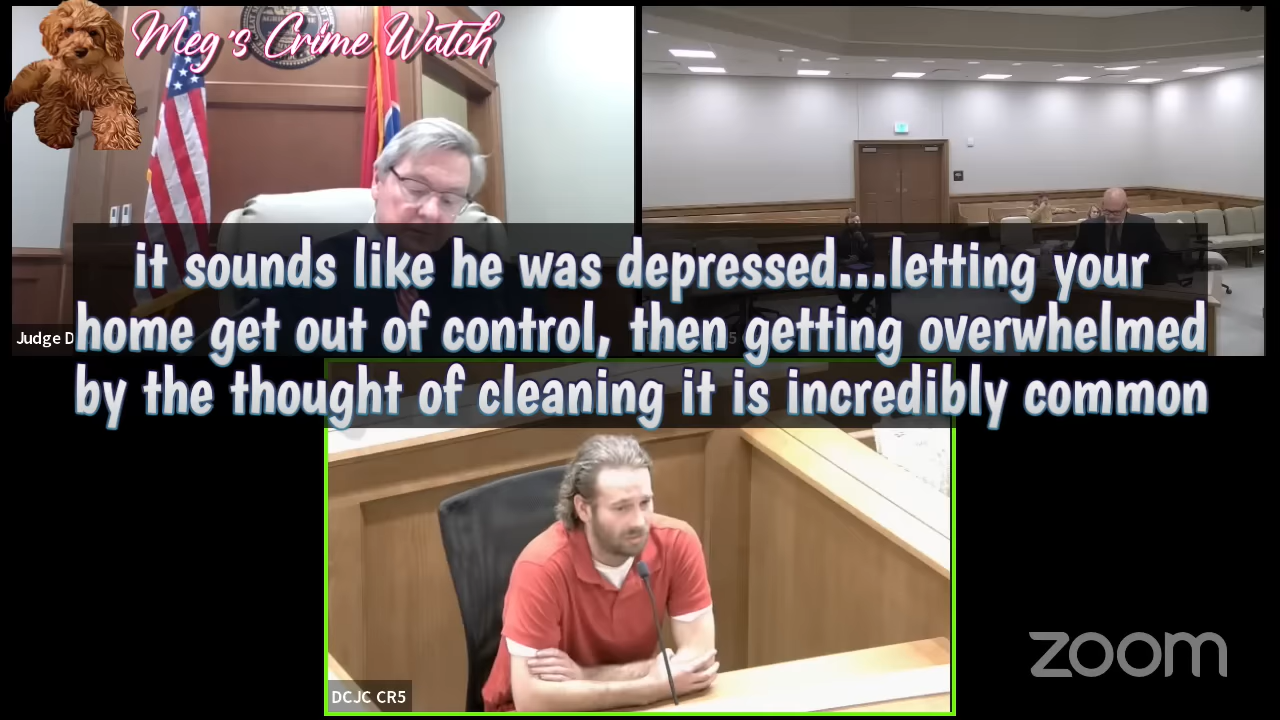 Meg's Crime Watch
it sounds like he was depressed...letting your
home get out of control, then getting overwhelmed
by the thought of cleaning it is incredibly common
Judge D
DCJC CR5
zoom